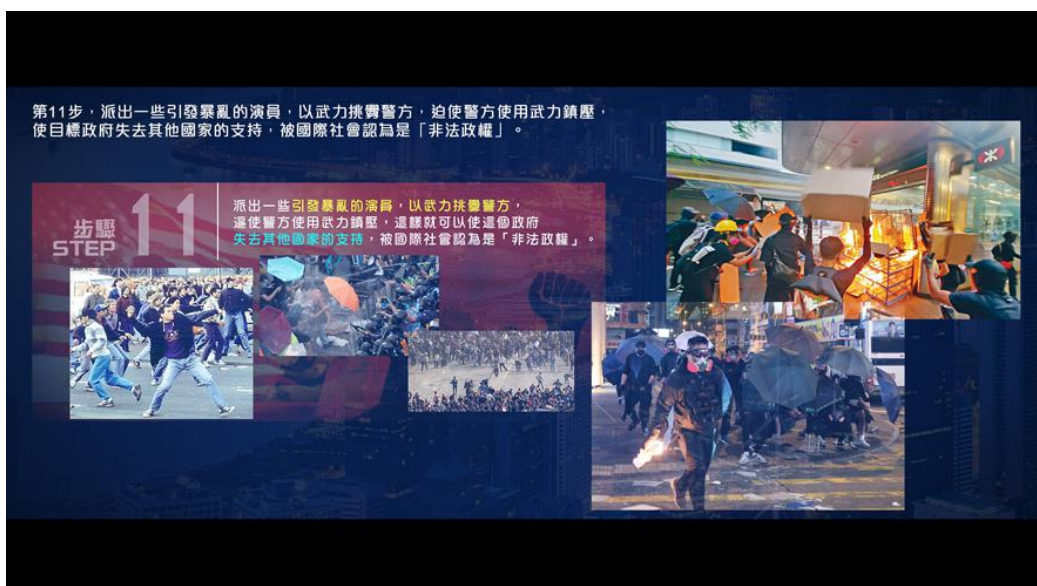 第11步，派出一些引發暴亂的演員，以武力挑釁警方，迫使警方使用武力鎮壓，
使目標政府失去其他國家的支持，被國際社會認為是「非法政權」。
步驟
STEP
11
派出一些引發暴亂的演員，以武力挑釁警方，
逼使警方使用武力鎮壓，這樣就可以使這個政府
失去其他國家的支持，被國際社會認為是「非法政權」。